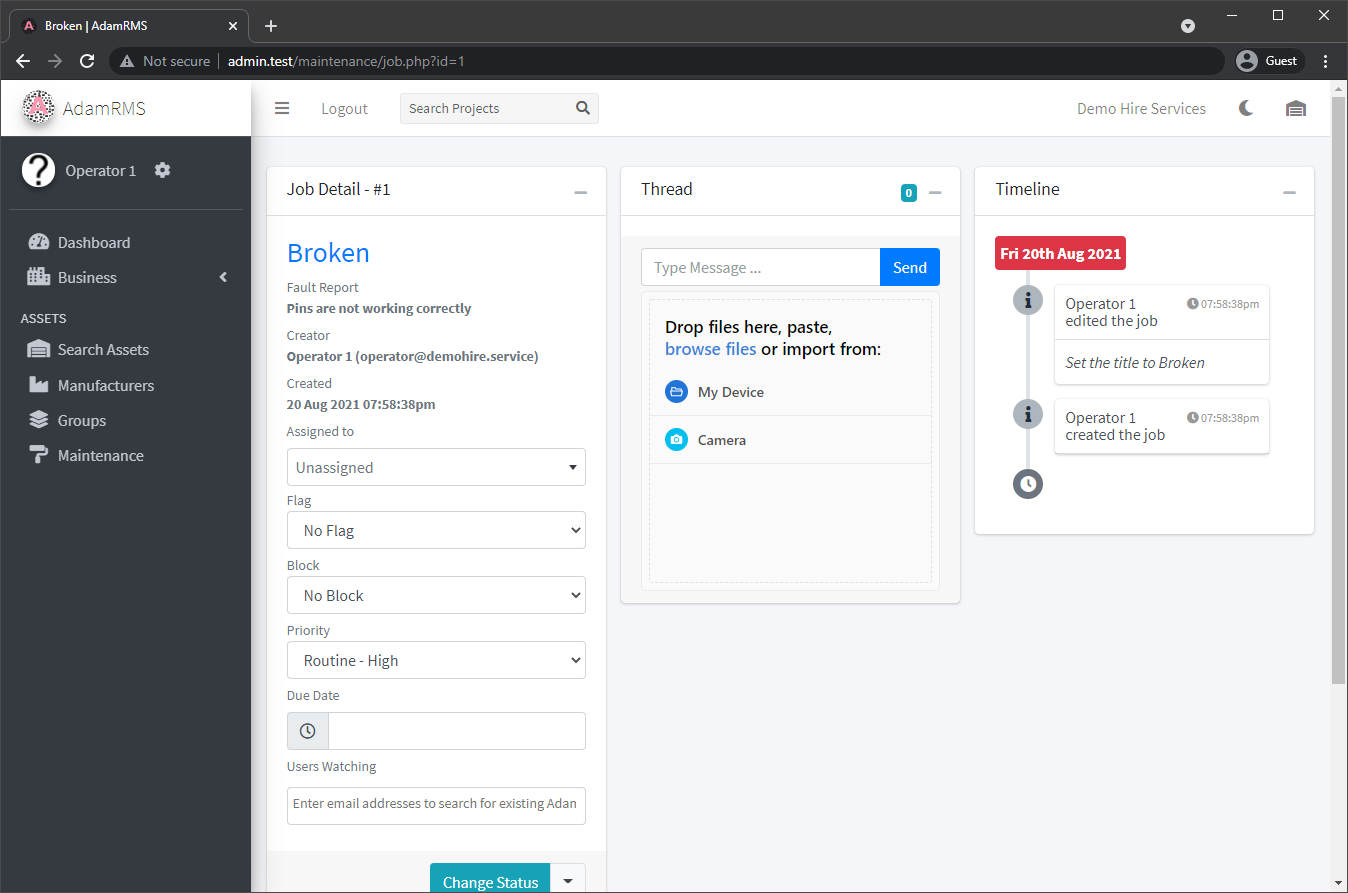 Broken | AdamRMS
Not secure
admin.test/maintenance/job.php?id=1
Guest
AdamRMS
Logout
Search Projects
Demo Hire Services
Operator 1
Dashboard
Business
ASSETS
Search Assets
Manufacturers
Groups
Maintenance
Job Detail - #1
Broken
Fault Report
Pins are not working correctly
Creator
Operator 1 (operator@demohire.service)
Created
20 Aug 2021 07:58:38pm
Assigned to
Unassigned
Flag
No Flag
Block
No Block
Priority
Routine - High
Due Date
Users Watching
Enter email addresses to search for existing Adan
Change Status
Thread
0
Type Message ...
Send
Drop files here, paste,
browse files or import from:
My Device
Camera
Timeline
Fri 20th Aug 2021
Operator 1 07:58:38pm
edited the job
Set the title to Broken
Operator 1 07:58:38pm
created the job